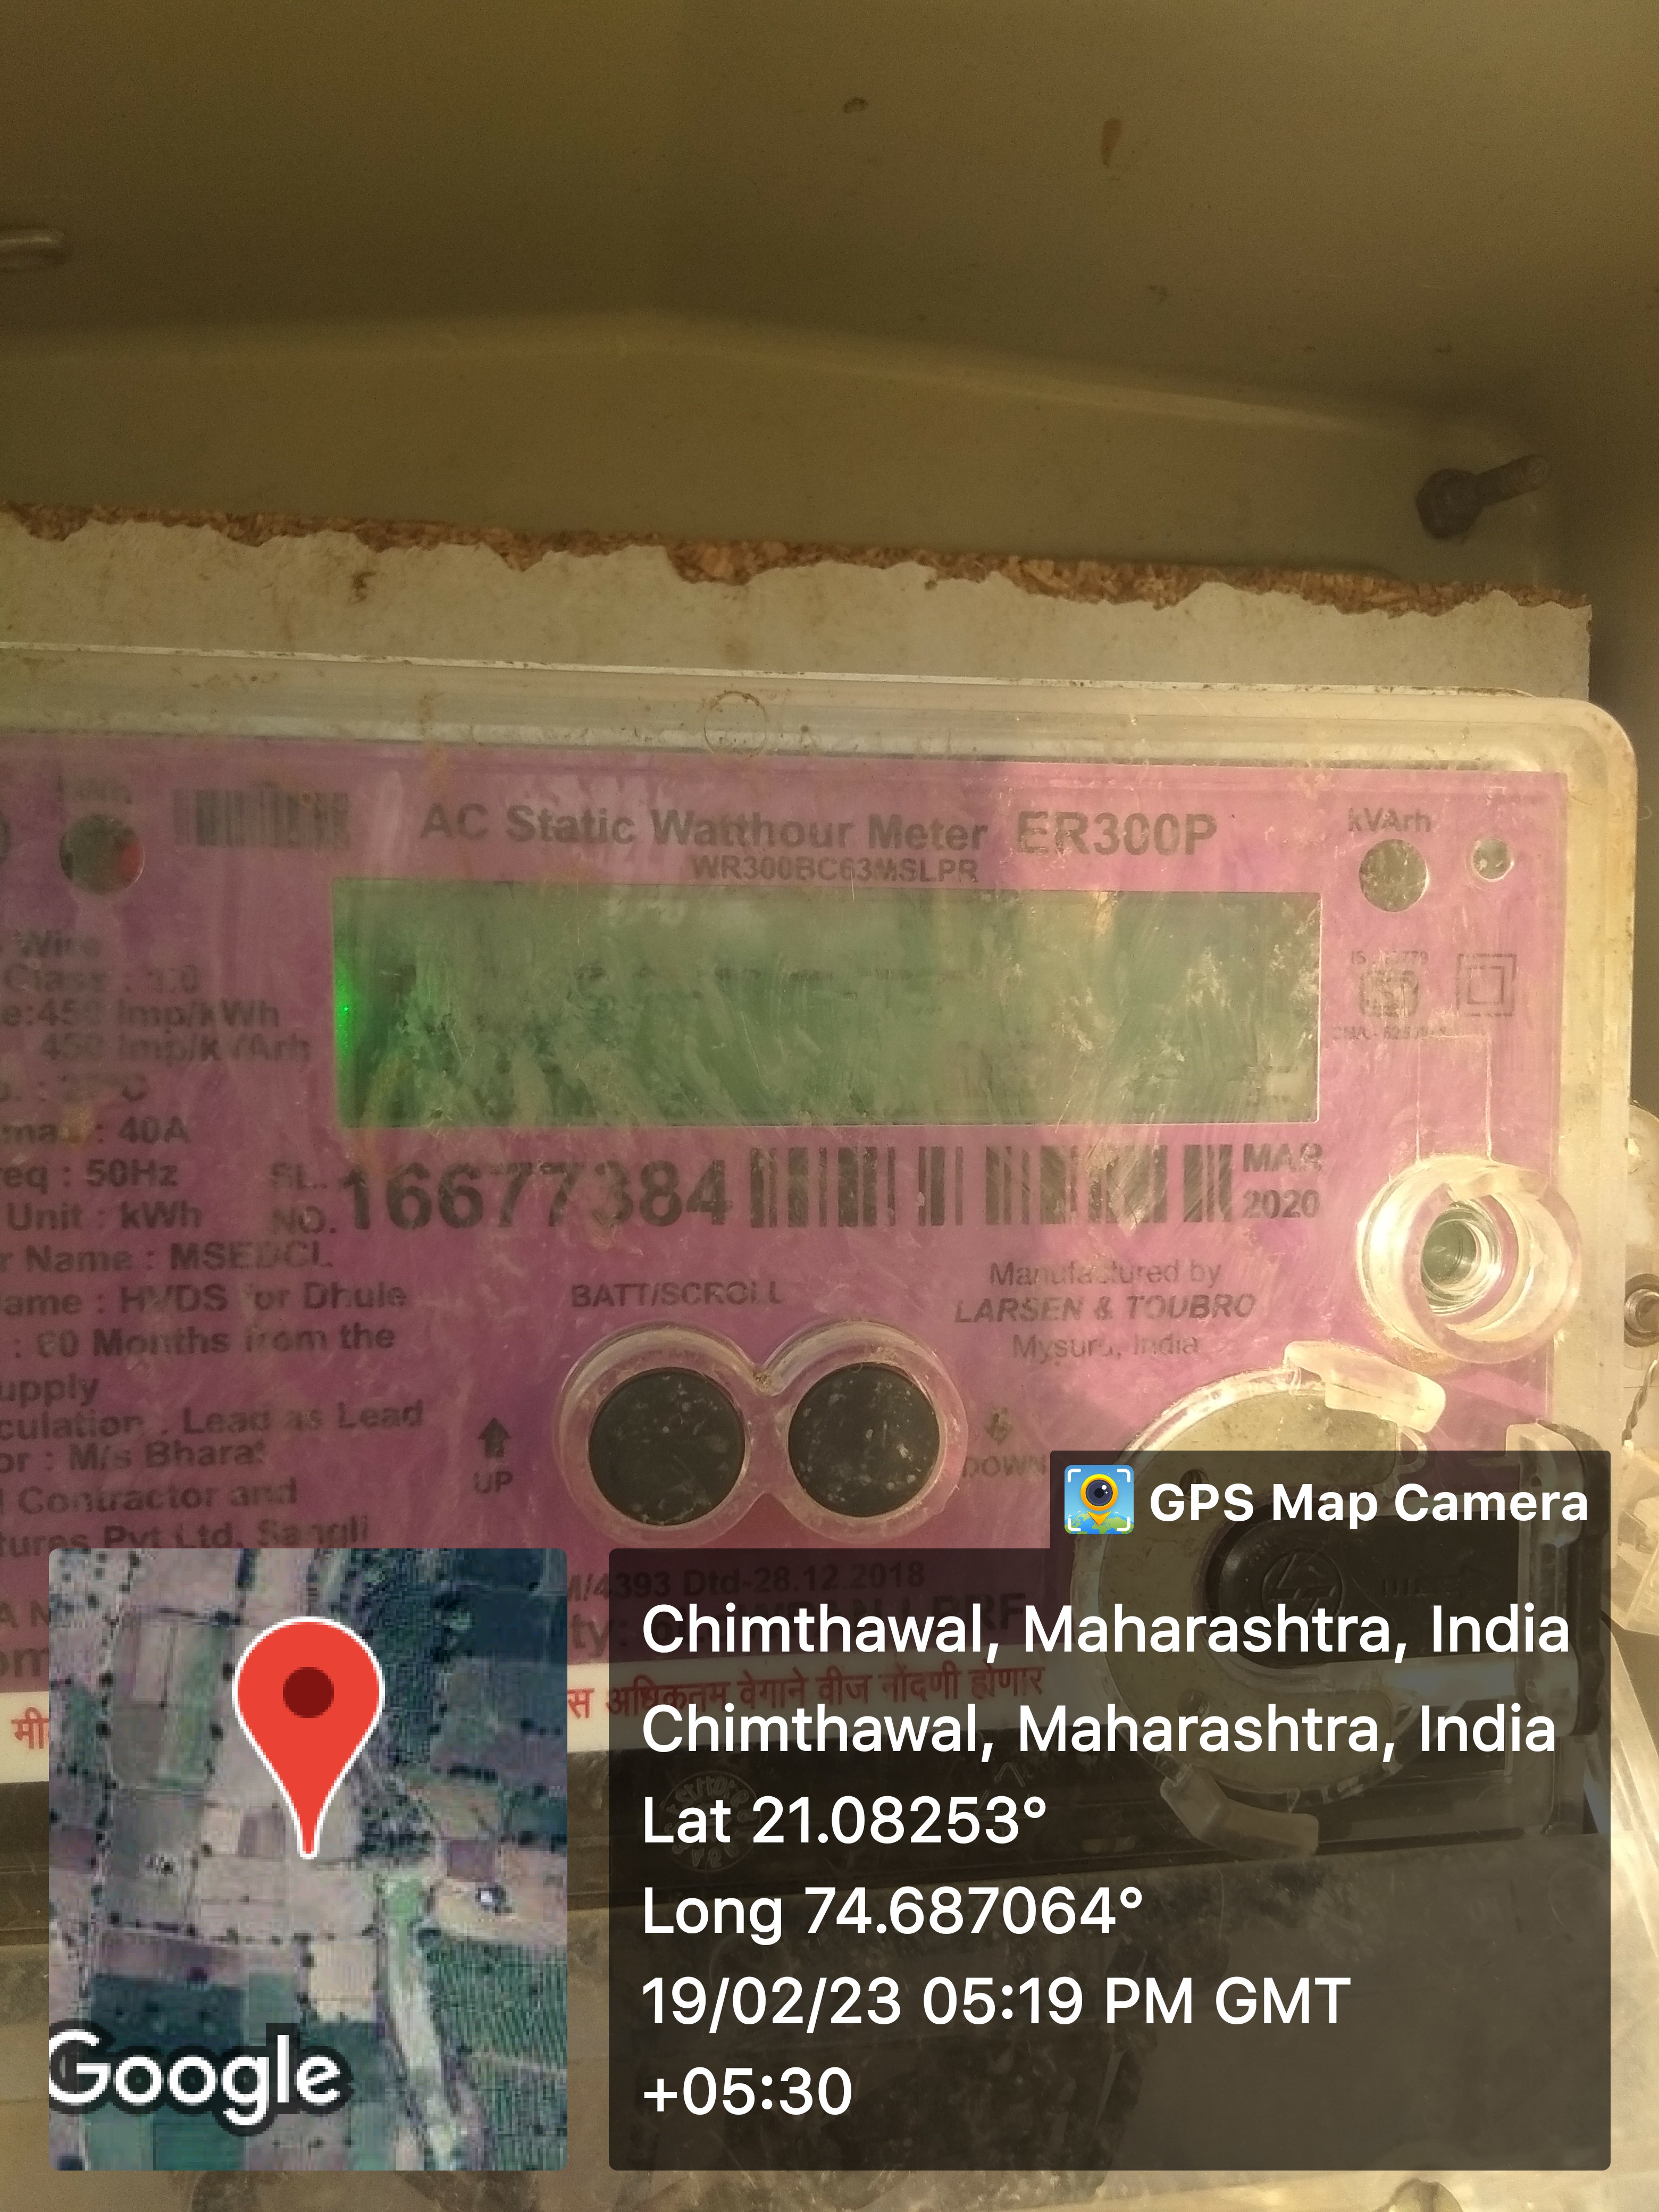 AC Static Watthour Meter ER300P
WR300BC63MSLPR
kVArh
Wire
Class : 1.0
e:450 Imp/kWh
450 Imp/kVArh
: 40A
req : 50Hz
Unit : kWh
SL. NO. 16677384
MAR 2020
r Name : MSEDCL
ame : HVDS for Dhule
: 60 Months from the
upply
culation : Lead as Lead
or : M/s Bharat
l Contractor and
tures Pvt Ltd, Sangli
BATT/SCROLL
UP
DOWN
Manufactured by
LARSEN & TOUBRO
Mysuru, India
M/4393 Dtd-28.12.2018
मी
स अधिकतम वेगाने वीज नोंदणी होणार
GPS Map Camera
Chimthawal, Maharashtra, India
Chimthawal, Maharashtra, India
Lat 21.08253°
Long 74.687064°
19/02/23 05:19 PM GMT
+05:30
Google